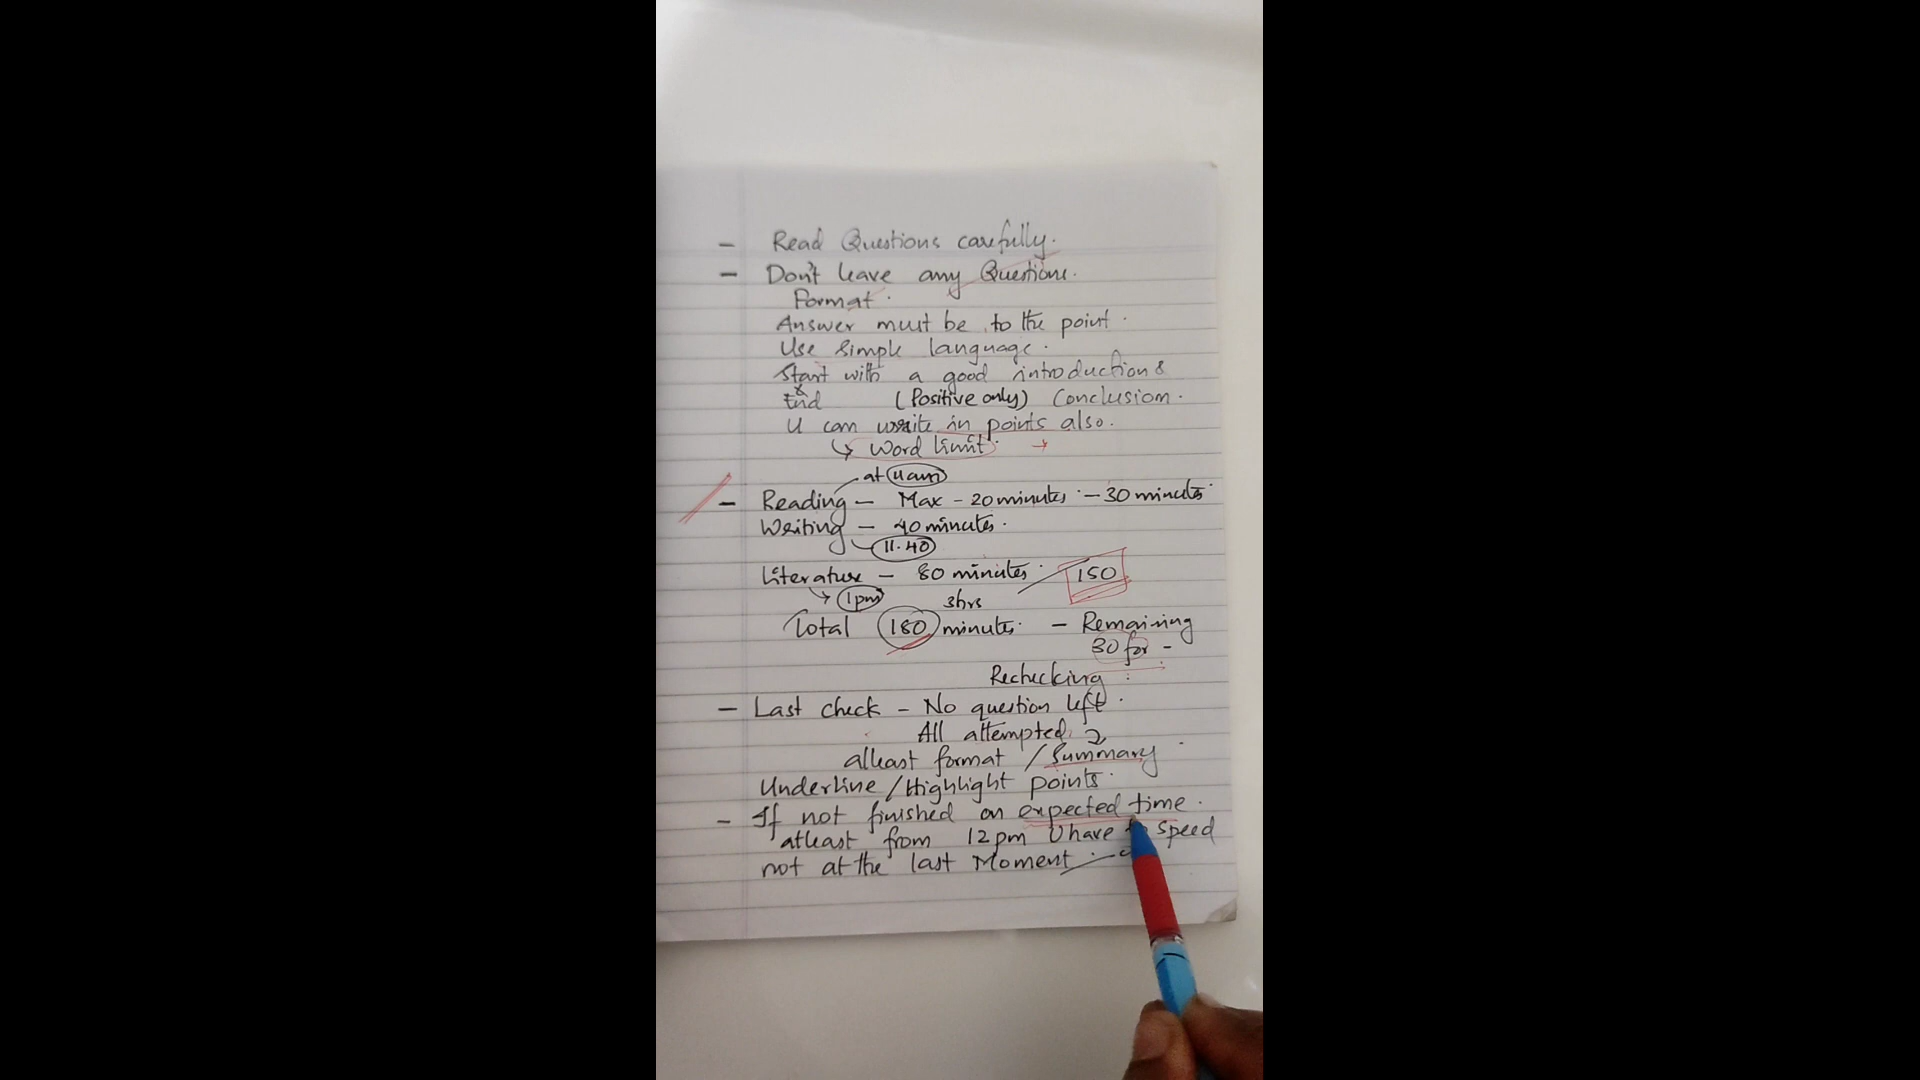 - Read Questions carefully.
- Don't leave any Questions.
Format.
Answer must be to the point.
Use simple language.
Start with a good introduction &
& End (Positive only) Conclusion.
U can write in points also.
↳ Word limit. →
at 11am
- Reading - Max - 20 minutes - 30 minutes
Writing - 40 minutes.
11.40
Literature - 80 minutes. 150
→ 1pm 3hrs
Total 180 minutes. - Remaining
30 for -
Rechecking :
- Last check - No question left.
All attempted
atleast format / Summary
Underline / Highlight points.
- If not finished on expected time.
atleast from 12pm U have speed
not at the last Moment.